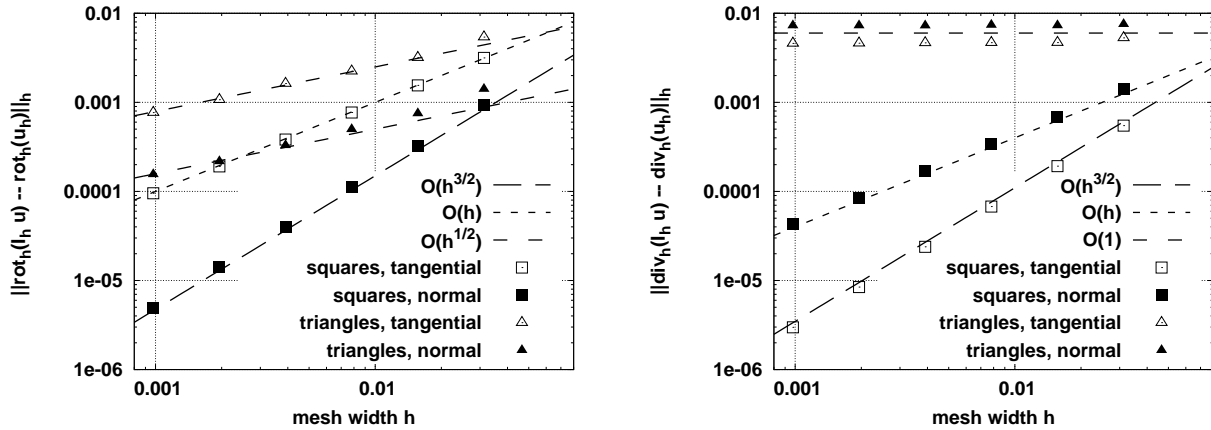 ||rot_h(I_h u) -- rot_h(u_h)||_h
0.01
0.001
0.0001
1e-05
1e-06
0.001
0.01
mesh width h
O(h^{3/2})
O(h)
O(h^{1/2})
squares, tangential
squares, normal
triangles, tangential
triangles, normal
||div_h(I_h u) -- div_h(u_h)||_h
0.01
0.001
0.0001
1e-05
1e-06
0.001
0.01
mesh width h
O(h^{3/2})
O(h)
O(1)
squares, tangential
squares, normal
triangles, tangential
triangles, normal